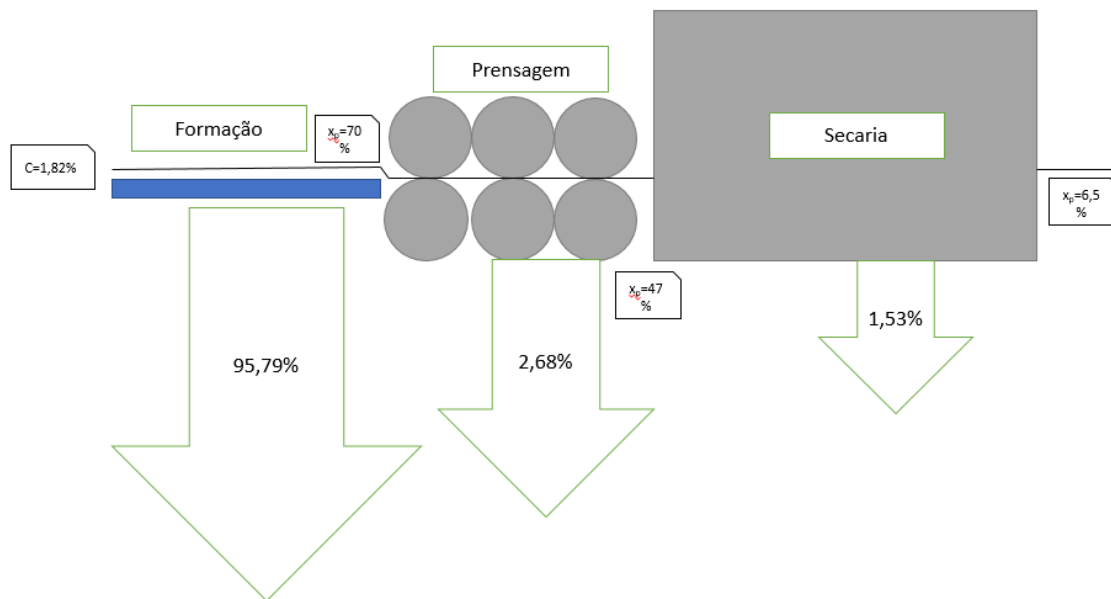 Prensagem
Formação
xp=70
%
Secaria
C=1,82%
xp=6,5
%
xp=47
%
1,53%
95,79%
2,68%